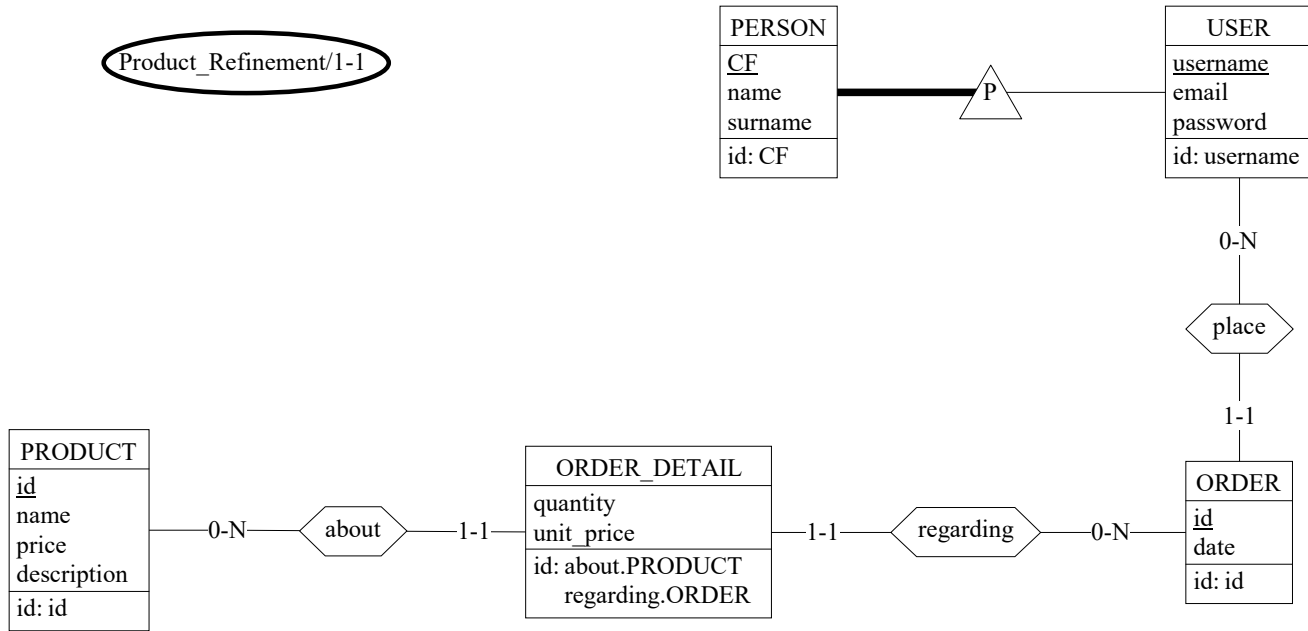 Product_Refinement/1-1
PERSON
CF
name
surname
id: CF
P
USER
username
email
password
id: username
0-N
place
1-1
PRODUCT
id
name
price
description
id: id
0-N
about
1-1
ORDER_DETAIL
quantity
unit_price
id: about.PRODUCT
regarding.ORDER
1-1
regarding
0-N
ORDER
id
date
id: id